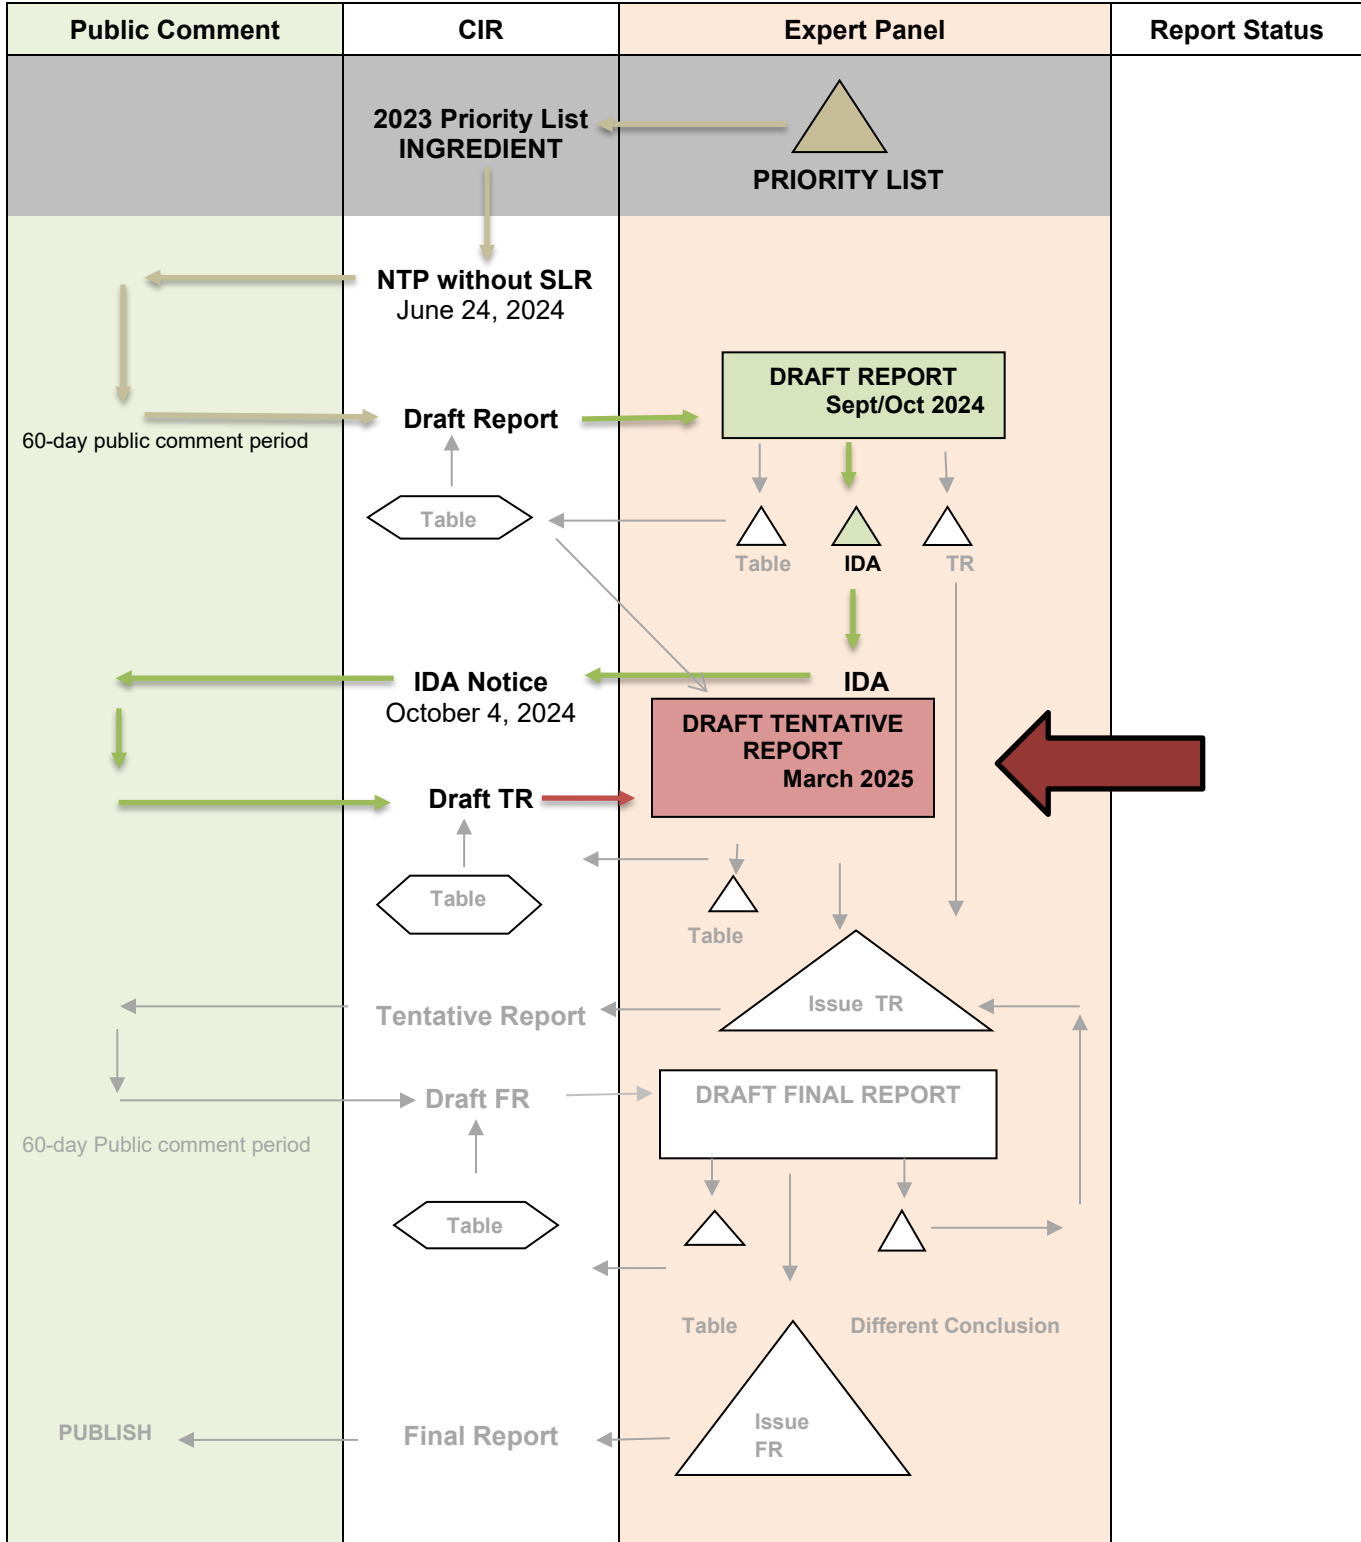 Public Comment
CIR
Expert Panel
Report Status
2023 Priority List
INGREDIENT
PRIORITY LIST
NTP without SLR
June 24, 2024
DRAFT REPORT
Sept/Oct 2024
60-day public comment period
Draft Report
Table
Table
IDA
TR
IDA Notice
October 4, 2024
IDA
DRAFT TENTATIVE
REPORT
March 2025
Draft TR
Table
Table
Issue TR
Tentative Report
Draft FR
DRAFT FINAL REPORT
60-day Public comment period
Table
Table
Different Conclusion
PUBLISH
Final Report
Issue
FR